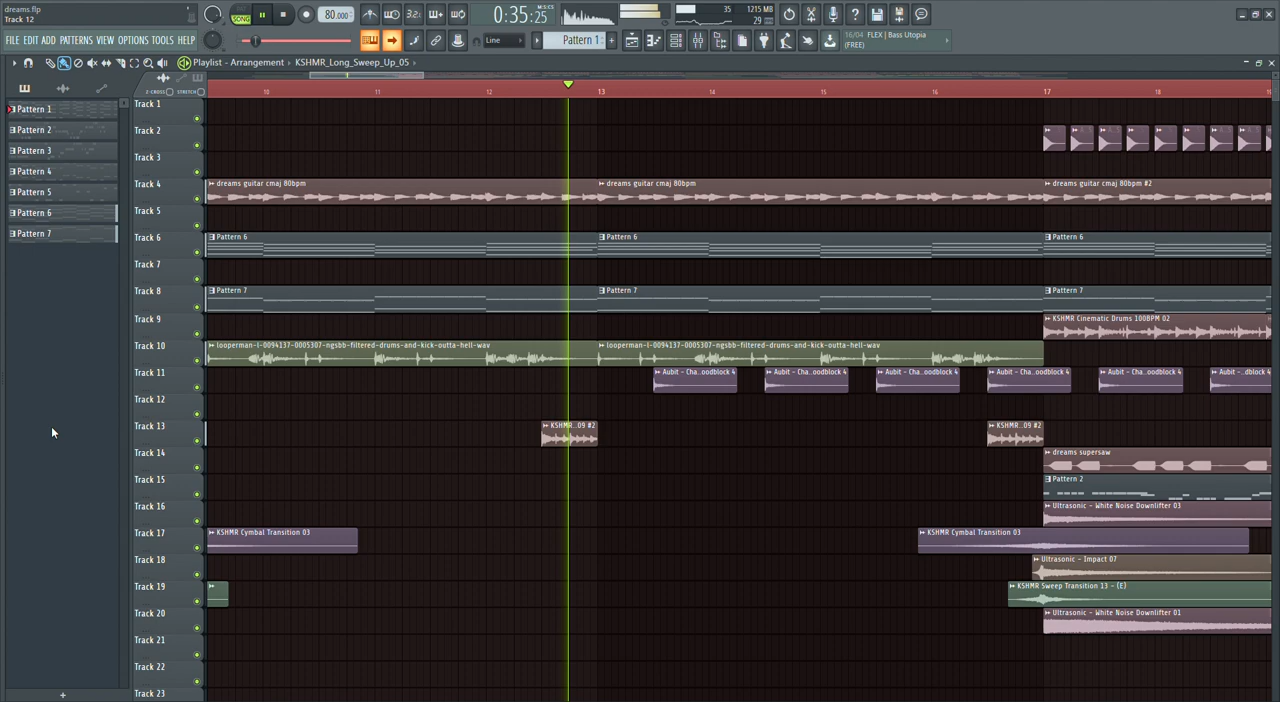 dreams.flp
Track 12
SONG
80.000
3.2.
0:35:25
M:S:CS
35
1215 MB
29
FILE EDIT ADD PATTERNS VIEW OPTIONS TOOLS HELP
Line
Pattern 1
16/04 FLEX | Bass Utopia
(FREE)
Playlist - Arrangement › KSHMR_Long_Sweep_Up_05
Z-CROSS STRETCH
10 11 12 13 14 15 16 17 18
Pattern 1
Pattern 2
Pattern 3
Pattern 4
Pattern 5
Pattern 6
Pattern 7
Track 1
Track 2
Track 3
Track 4
dreams guitar cmaj 80bpm
dreams guitar cmaj 80bpm
dreams guitar cmaj 80bpm #2
Track 5
Track 6
Pattern 6
Pattern 6
Pattern 6
Track 7
Track 8
Pattern 7
Pattern 7
Pattern 7
Track 9
KSHMR Cinematic Drums 100BPM 02
Track 10
looperman-l-0094137-0005307-ngsbb-filtered-drums-and-kick-outta-hell-wav
looperman-l-0094137-0005307-ngsbb-filtered-drums-and-kick-outta-hell-wav
Track 11
Aubit - Cha..oodblock 4
Aubit - Cha..oodblock 4
Aubit - Cha..oodblock 4
Aubit - Cha..oodblock 4
Aubit - Cha..oodblock 4
Aubit - ..dblock 4
Track 12
Track 13
KSHMR..09 #2
KSHMR..09 #2
Track 14
dreams supersaw
Track 15
Pattern 2
Track 16
Ultrasonic - White Noise Downlifter 03
Track 17
KSHMR Cymbal Transition 03
KSHMR Cymbal Transition 03
Track 18
Ultrasonic - Impact 07
Track 19
KSHMR Sweep Transition 13 - (E)
Track 20
Ultrasonic - White Noise Downlifter 01
Track 21
Track 22
Track 23